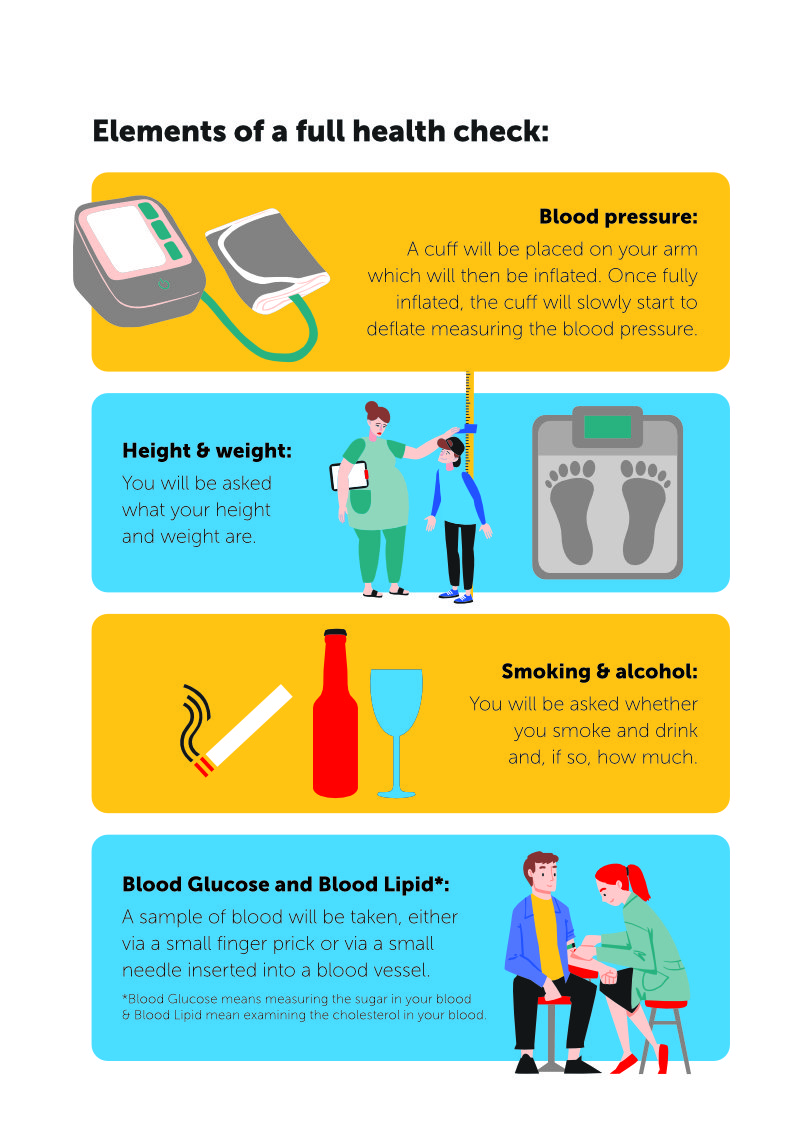 Elements of a full health check:
Blood pressure:
A cuff will be placed on your arm
which will then be inflated. Once fully
inflated, the cuff will slowly start to
deflate measuring the blood pressure.
Height & weight:
You will be asked
what your height
and weight are.
Smoking & alcohol:
You will be asked whether
you smoke and drink
and, if so, how much.
Blood Glucose and Blood Lipid*:
A sample of blood will be taken, either
via a small finger prick or via a small
needle inserted into a blood vessel.
*Blood Glucose means measuring the sugar in your blood
& Blood Lipid mean examining the cholesterol in your blood.